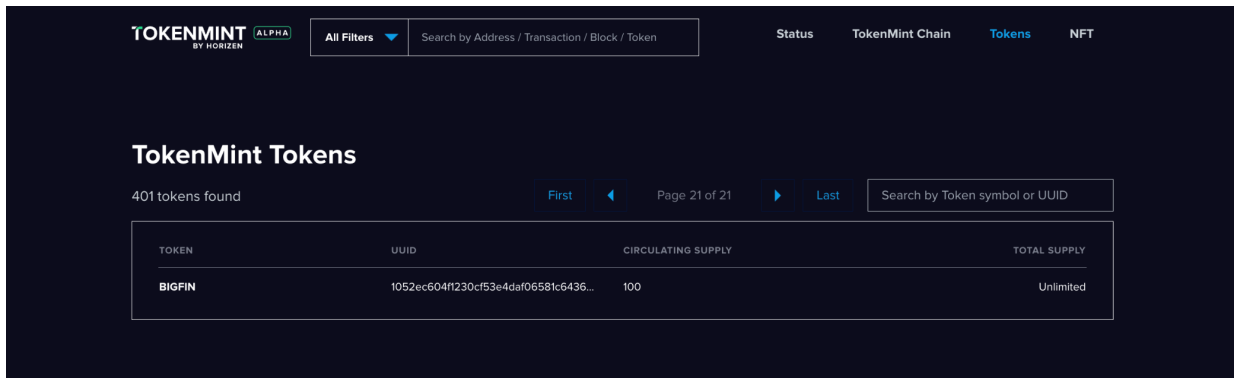 TOKENMINT ALPHA
BY HORIZEN
All Filters
Search by Address / Transaction / Block / Token
Status TokenMint Chain Tokens NFT
TokenMint Tokens
401 tokens found
First Page 21 of 21 Last
Search by Token symbol or UUID
TOKEN UUID CIRCULATING SUPPLY TOTAL SUPPLY
BIGFIN 1052ec604f1230cf53e4daf06581c6436... 100 Unlimited